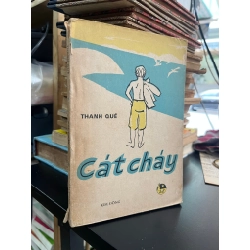 THANH QUẾ
Cát cháy
KIM ĐỒNG